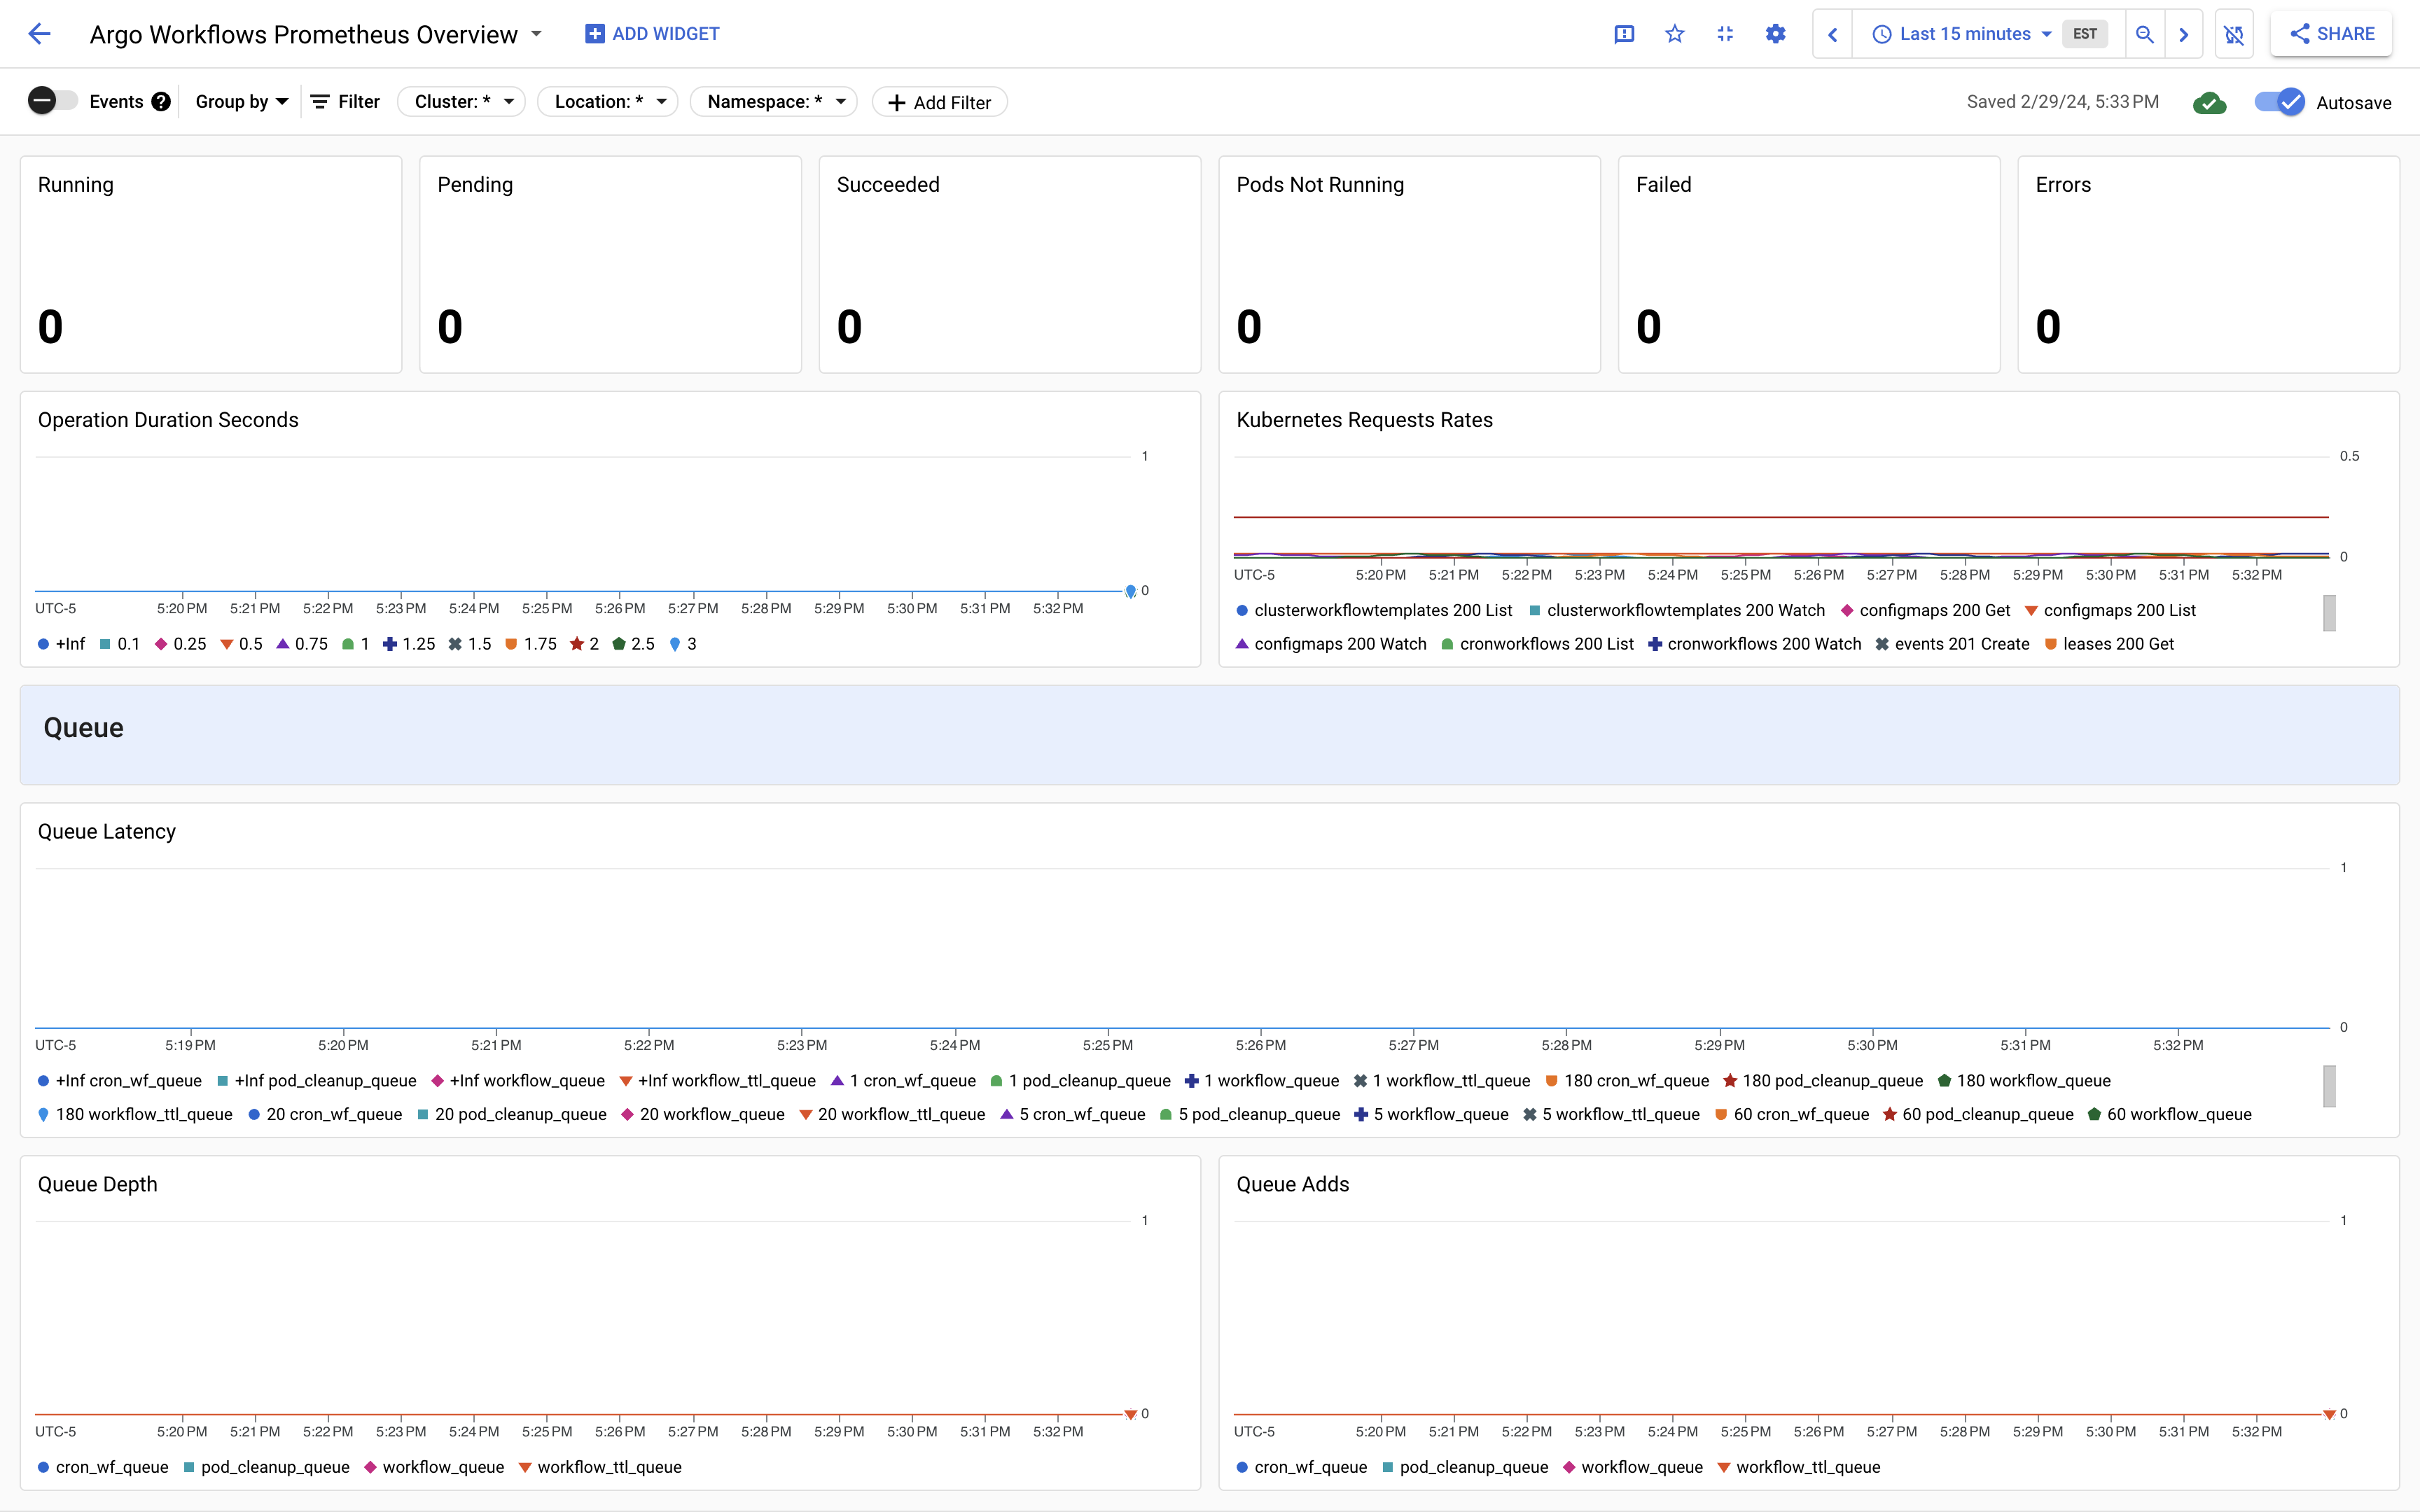 Argo Workflows Prometheus Overview ADD WIDGET Last 15 minutes EST SHARE
Events ? Group by Filter Cluster: * Location: * Namespace: * Add Filter Saved 2/29/24, 5:33 PM Autosave
Running Pending Succeeded Pods Not Running Failed Errors
0 0 0 0 0 0
Operation Duration Seconds
1
0
UTC-5 5:20 PM 5:21 PM 5:22 PM 5:23 PM 5:24 PM 5:25 PM 5:26 PM 5:27 PM 5:28 PM 5:29 PM 5:30 PM 5:31 PM 5:32 PM
+Inf 0.1 0.25 0.5 0.75 1 1.25 1.5 1.75 2 2.5 3
Kubernetes Requests Rates
0.5
0
UTC-5 5:20 PM 5:21 PM 5:22 PM 5:23 PM 5:24 PM 5:25 PM 5:26 PM 5:27 PM 5:28 PM 5:29 PM 5:30 PM 5:31 PM 5:32 PM
clusterworkflowtemplates 200 List clusterworkflowtemplates 200 Watch configmaps 200 Get configmaps 200 List
configmaps 200 Watch cronworkflows 200 List cronworkflows 200 Watch events 201 Create leases 200 Get
Queue
Queue Latency
1
0
UTC-5 5:19 PM 5:20 PM 5:21 PM 5:22 PM 5:23 PM 5:24 PM 5:25 PM 5:26 PM 5:27 PM 5:28 PM 5:29 PM 5:30 PM 5:31 PM 5:32 PM
+Inf cron_wf_queue +Inf pod_cleanup_queue +Inf workflow_queue +Inf workflow_ttl_queue 1 cron_wf_queue 1 pod_cleanup_queue 1 workflow_queue 1 workflow_ttl_queue 180 cron_wf_queue 180 pod_cleanup_queue 180 workflow_queue
180 workflow_ttl_queue 20 cron_wf_queue 20 pod_cleanup_queue 20 workflow_queue 20 workflow_ttl_queue 5 cron_wf_queue 5 pod_cleanup_queue 5 workflow_queue 5 workflow_ttl_queue 60 cron_wf_queue 60 pod_cleanup_queue 60 workflow_queue
Queue Depth
1
0
UTC-5 5:20 PM 5:21 PM 5:22 PM 5:23 PM 5:24 PM 5:25 PM 5:26 PM 5:27 PM 5:28 PM 5:29 PM 5:30 PM 5:31 PM 5:32 PM
cron_wf_queue pod_cleanup_queue workflow_queue workflow_ttl_queue
Queue Adds
1
0
UTC-5 5:20 PM 5:21 PM 5:22 PM 5:23 PM 5:24 PM 5:25 PM 5:26 PM 5:27 PM 5:28 PM 5:29 PM 5:30 PM 5:31 PM 5:32 PM
cron_wf_queue pod_cleanup_queue workflow_queue workflow_ttl_queue